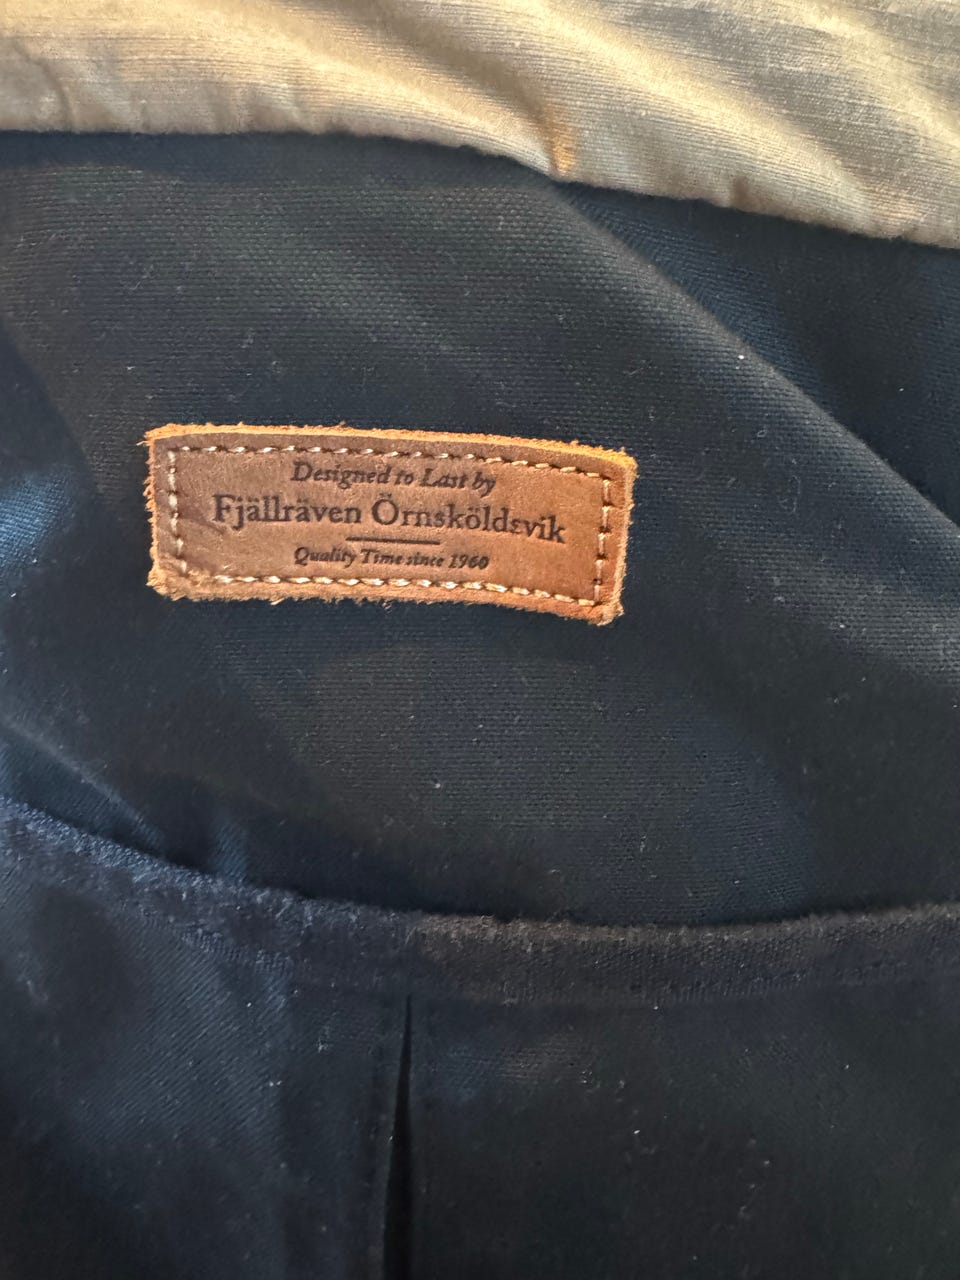 Designed to Last by
Fjällräven Örnsköldsvik
Quality Time since 1960